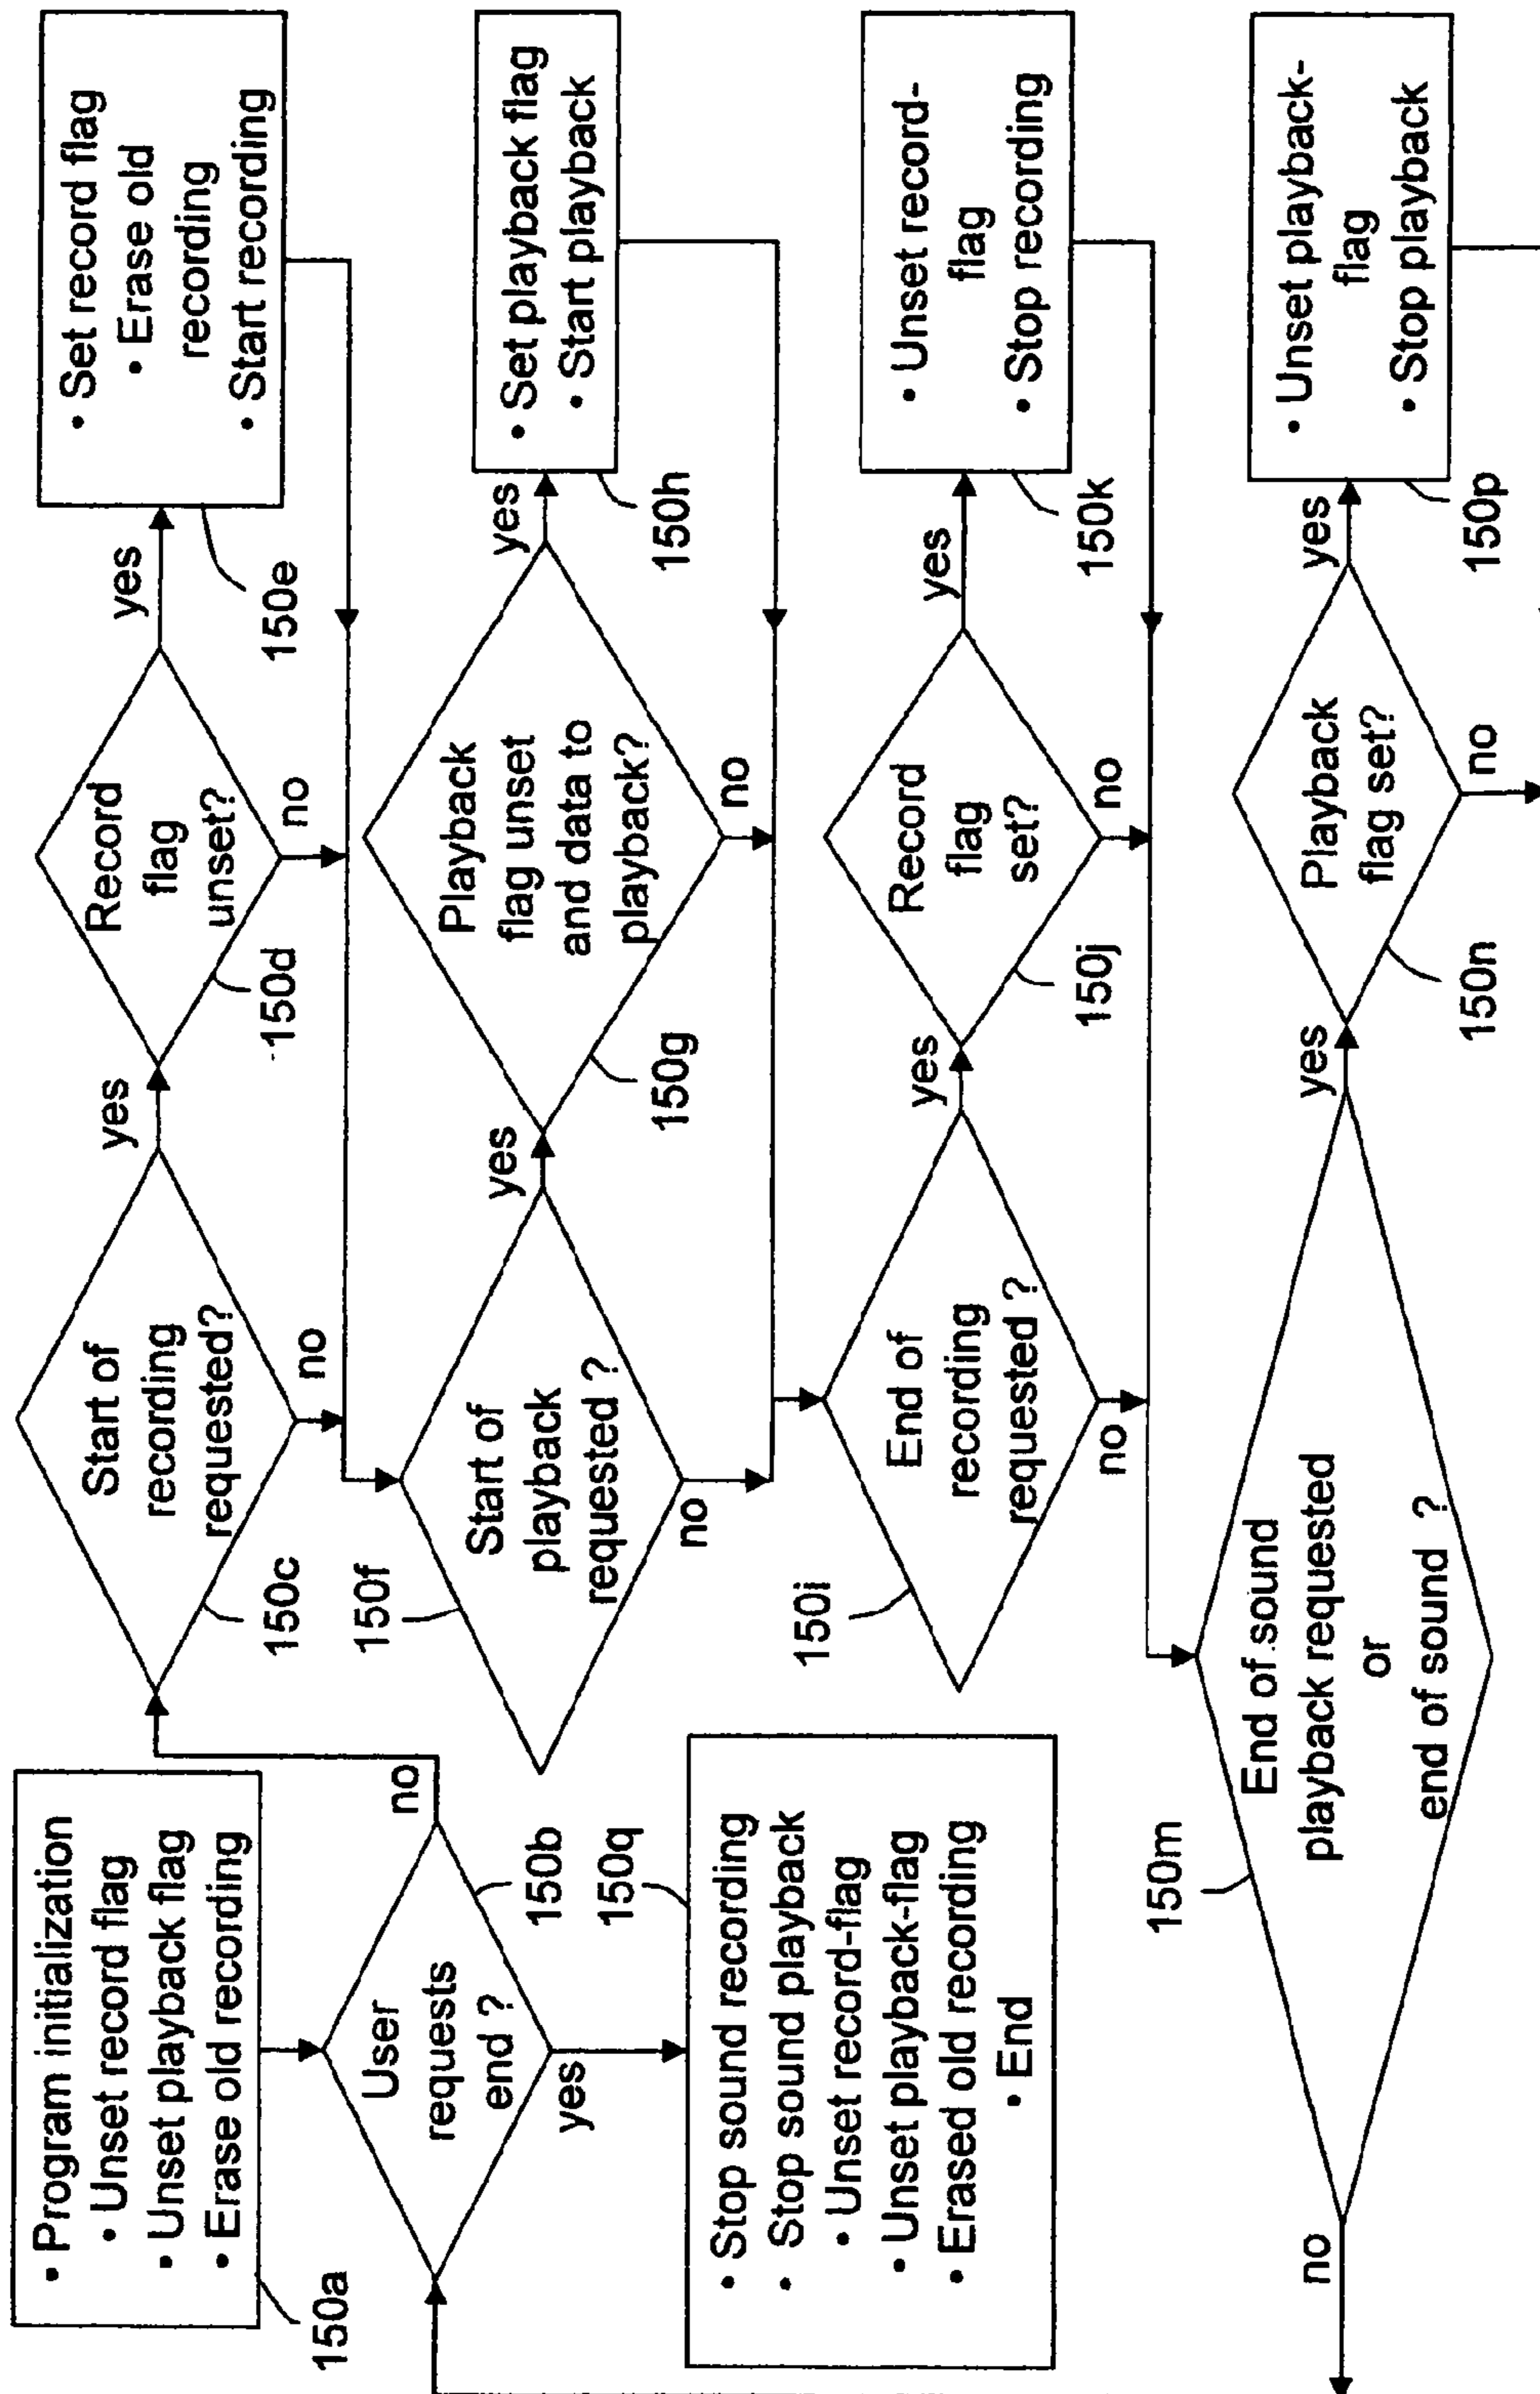 • Program initialization
• Unset record flag
• Unset playback flag
• Erase old recording
150a
User
requests
end ?
150b
no
yes
• Stop sound recording
• Stop sound playback
• Unset record-flag
• Unset playback-flag
• Erased old recording
• End
150q
Start of
recording
requested?
150c
yes
no
Record
flag
unset?
150d
yes
no
• Set record flag
• Erase old
recording
• Start recording
150e
Start of
playback
requested ?
150f
yes
no
Playback
flag unset
and data to
playback?
150g
yes
no
• Set playback flag
• Start playback
150h
End of
recording
requested ?
150i
yes
no
Record
flag
set?
150j
yes
no
• Unset record-
flag
• Stop recording
150k
End of sound
playback requested
or
end of sound ?
150m
yes
no
Playback
flag set?
150n
yes
no
• Unset playback-
flag
• Stop playback
150p